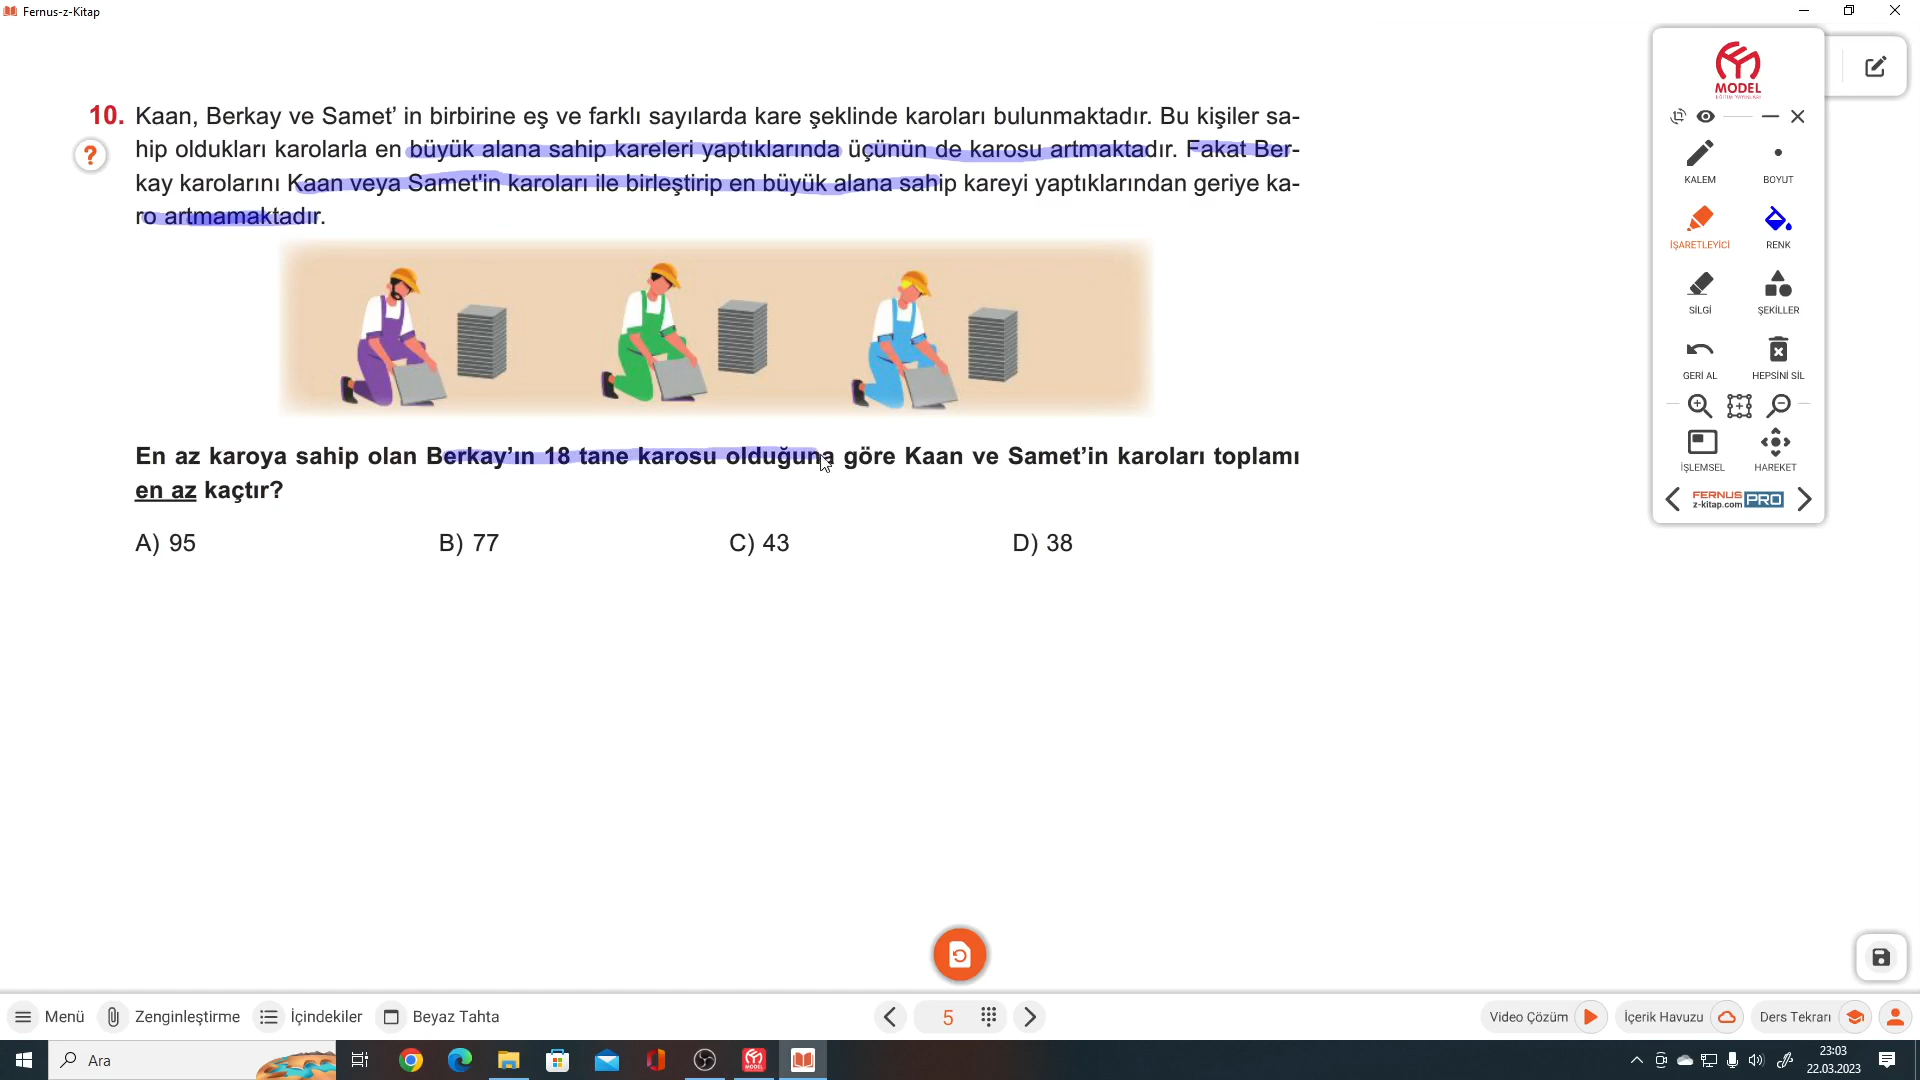 Fernus-z-Kitap
10. Kaan, Berkay ve Samet' in birbirine eş ve farklı sayılarda kare şeklinde karoları bulunmaktadır. Bu kişiler sa-
hip oldukları karolarla en büyük alana sahip kareleri yaptıklarında üçünün de karosu artmaktadır. Fakat Ber-
kay karolarını Kaan veya Samet'in karoları ile birleştirip en büyük alana sahip kareyi yaptıklarından geriye ka-
ro artmamaktadır.
?
En az karoya sahip olan Berkay'ın 18 tane karosu olduğuna göre Kaan ve Samet'in karoları toplamı
en az kaçtır?
A) 95 B) 77 C) 43 D) 38
MODEL
EĞİTİM YAYINLARI
KALEM BOYUT
İŞARETLEYİCİ RENK
SİLGİ ŞEKİLLER
GERİ AL HEPSİNİ SİL
İŞLEMSEL HAREKET
FERNUS PRO
z-kitap.com
Menü Zenginleştirme İçindekiler Beyaz Tahta 5 Video Çözüm İçerik Havuzu Ders Tekrarı
Ara
MODEL
23:03
22.03.2023